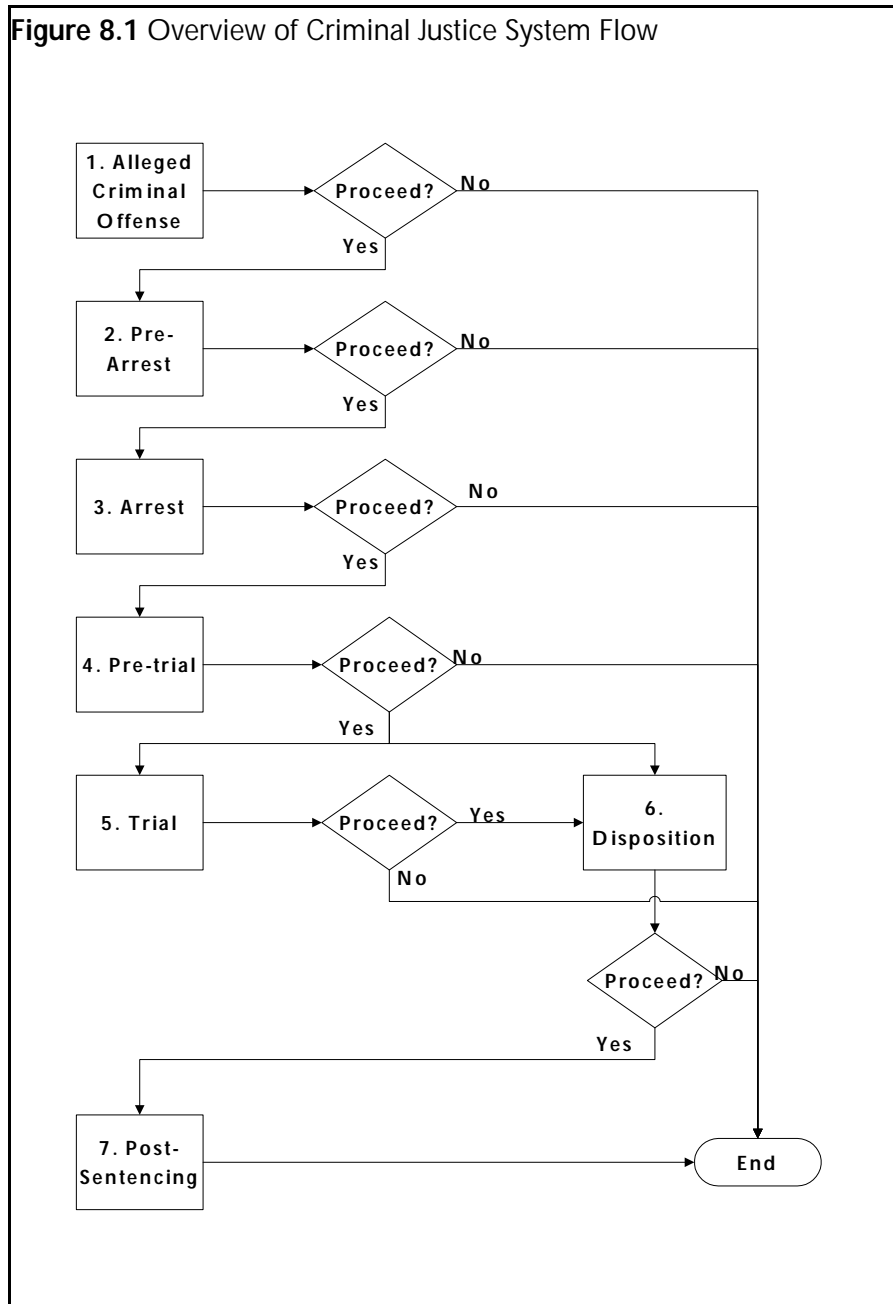 Figure 8.1 Overview of Criminal Justice System Flow
1. Alleged
Criminal
Offense
Proceed?
No
Yes
2. Pre-
Arrest
Proceed?
No
Yes
3. Arrest
Proceed?
No
Yes
4. Pre-trial
Proceed?
No
Yes
5. Trial
Proceed?
Yes
No
6.
Disposition
Proceed?
No
Yes
7. Post-
Sentencing
End